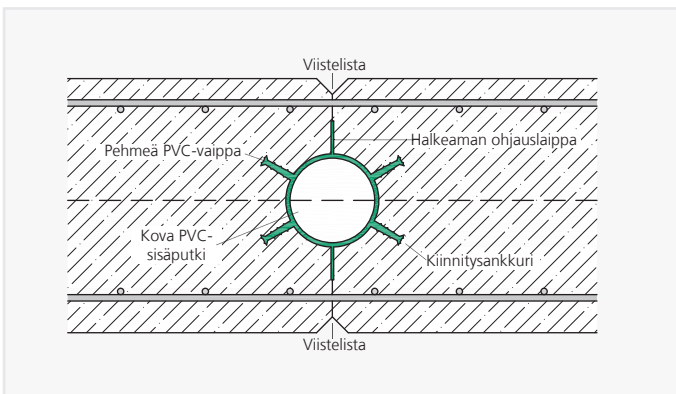 Viistelista
Halkeaman ohjauslaippa
Pehmeä PVC-vaippa
Kova PVC-
sisäputki
Kiinnitysankkuri
Viistelista